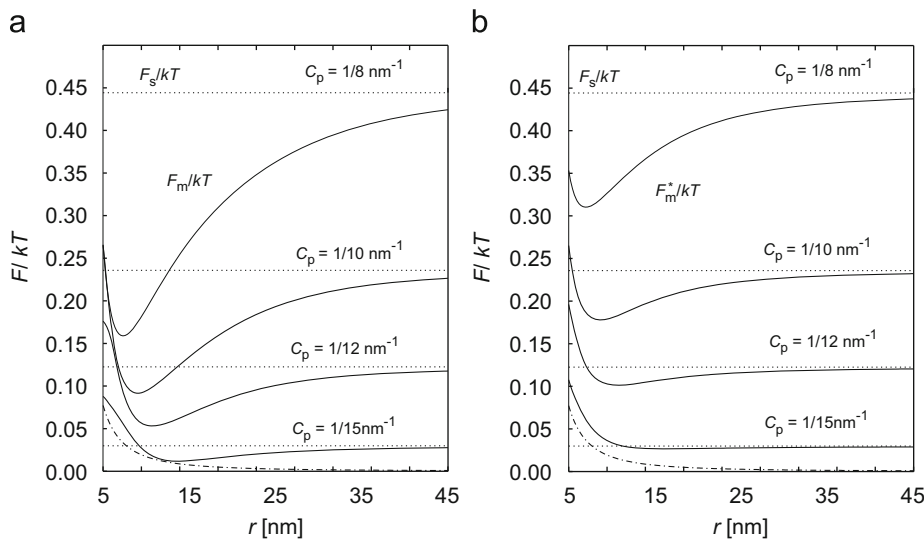 a
F_s/kT
C_p = 1/8 nm⁻¹
0.45
0.40
F_m/kT
0.35
0.30
C_p = 1/10 nm⁻¹
0.25
F/ kT
0.20
C_p = 1/12 nm⁻¹
0.15
0.10
C_p = 1/15nm⁻¹
0.05
0.00
5 15 25 35 45
r [nm]
b
C_p = 1/8 nm⁻¹
F_s/kT
0.45
0.40
F_m^*/kT
0.35
0.30
C_p = 1/10 nm⁻¹
0.25
0.20
C_p = 1/12 nm⁻¹
0.15
0.10
C_p = 1/15nm⁻¹
0.05
0.00
5 15 25 35 45
r [nm]